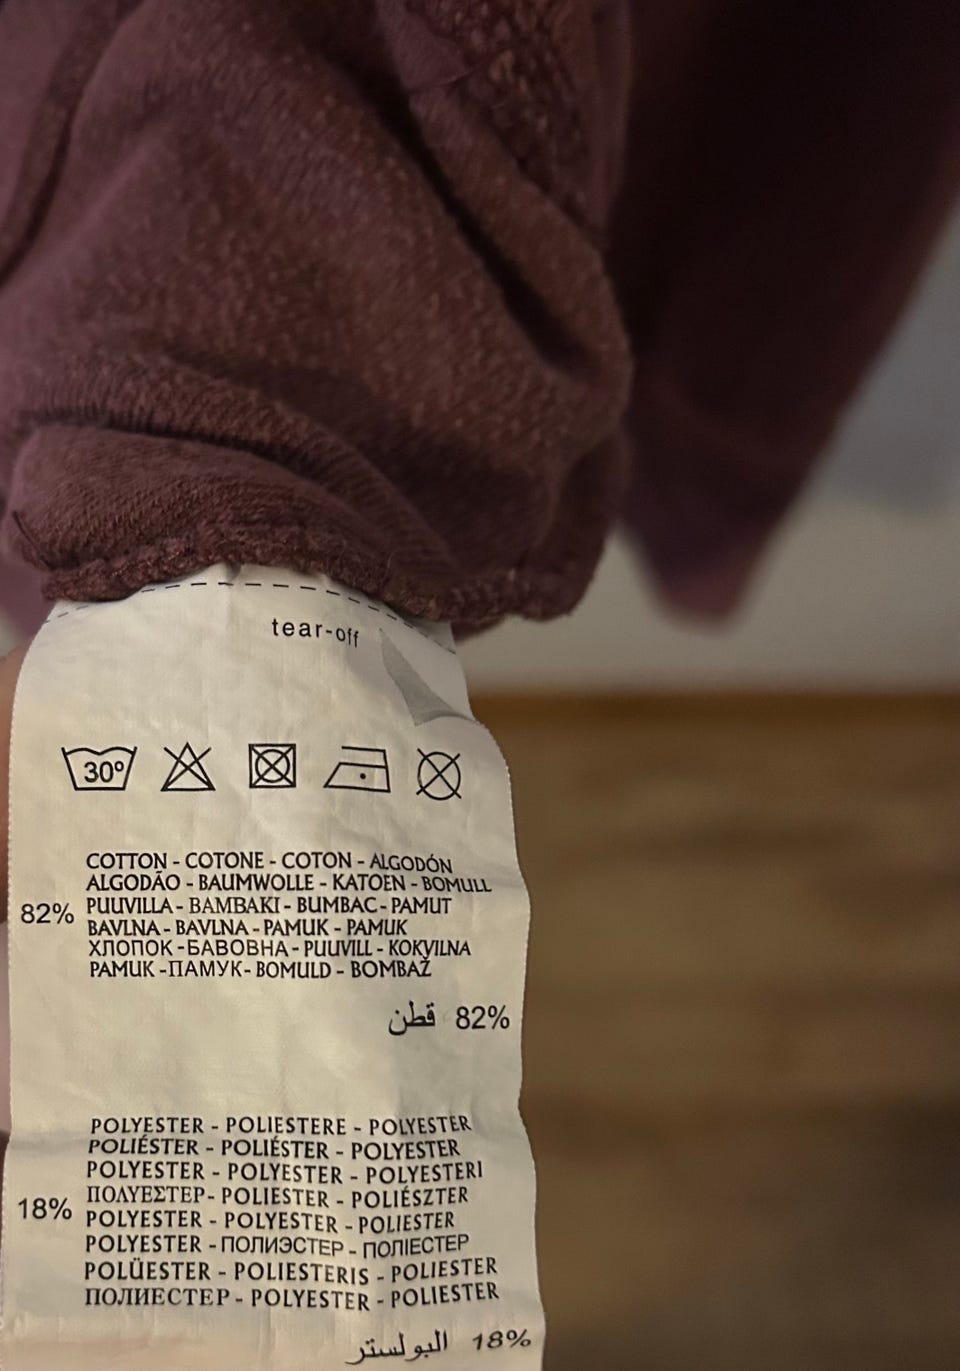 tear-off
30º
COTTON - COTONE - COTON - ALGODÓN
ALGODÃO - BAUMWOLLE - KATOEN - BOMULL
82% PUUVILLA - BAMBAKI - BUMBAC - PAMUT
BAVLNA - BAVLNA - PAMUK - PAMUK
ХЛОПОК -БАВОВНА - PUUVILL - KOKVILNA
PAMUK -ПАМУК- BOMULD - BOMBAŽ
قطن 82%
POLYESTER - POLIESTERE - POLYESTER
POLIÉSTER - POLIÉSTER - POLYESTER
POLYESTER - POLYESTER - POLYESTERI
18% ΠΟΛΥΕΣΤΕΡ- POLIESTER - POLIÉSZTER
POLYESTER - POLYESTER - POLIESTER
POLYESTER -ПОЛИЭСТЕР - ПОЛІЕСТЕР
POLÜESTER - POLIESTERIS - POLIESTER
ПОЛИЕСТЕР - POLYESTER - POLIESTER
البولستر 18%